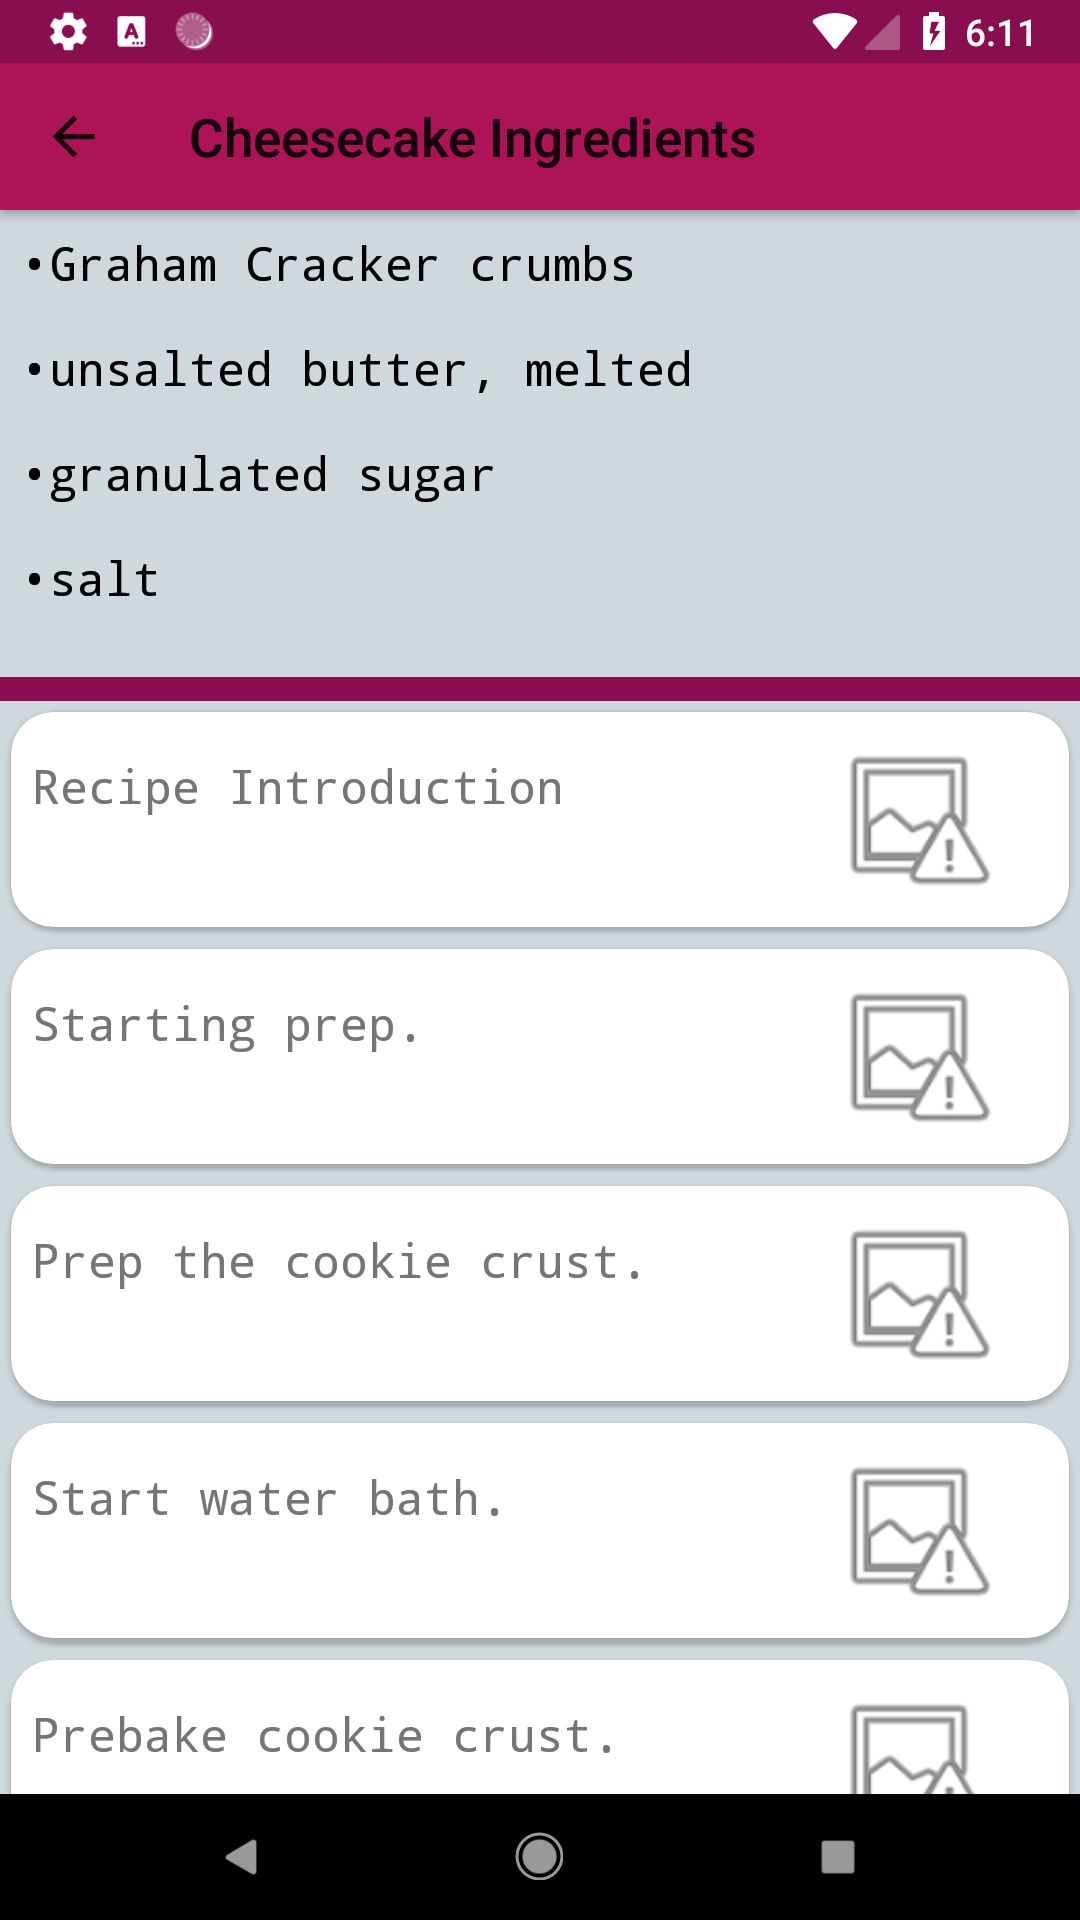 6:11
Cheesecake Ingredients
•Graham Cracker crumbs
•unsalted butter, melted
•granulated sugar
•salt
Recipe Introduction
Starting prep.
Prep the cookie crust.
Start water bath.
Prebake cookie crust.